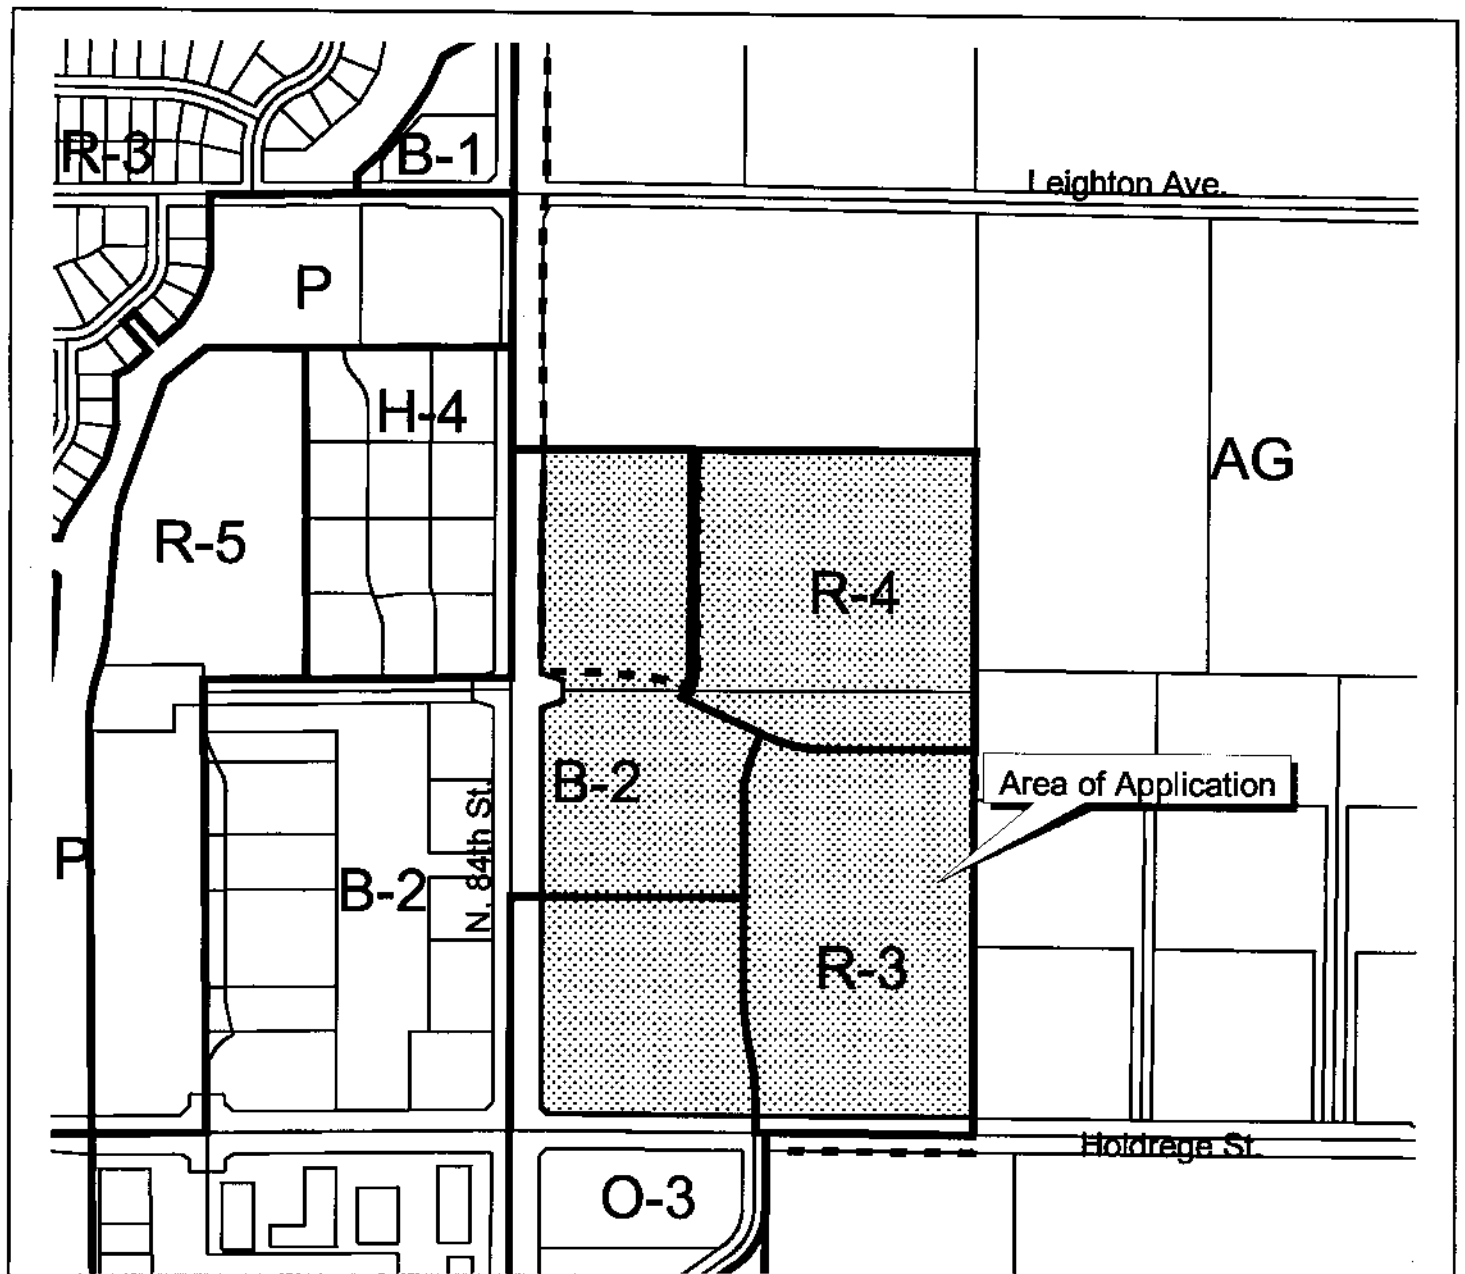 R-3
B-1
Leighton Ave.
P
H-4
AG
R-5
R-4
B-2
Area of Application
N. 84th St.
P
B-2
R-3
Holdrege St.
O-3